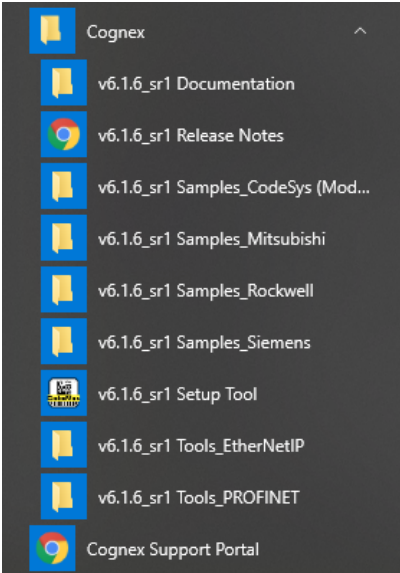 Cognex
v6.1.6_sr1 Documentation
v6.1.6_sr1 Release Notes
v6.1.6_sr1 Samples_CodeSys (Mod...
v6.1.6_sr1 Samples_Mitsubishi
v6.1.6_sr1 Samples_Rockwell
v6.1.6_sr1 Samples_Siemens
v6.1.6_sr1 Setup Tool
v6.1.6_sr1 Tools_EtherNetIP
v6.1.6_sr1 Tools_PROFINET
Cognex Support Portal